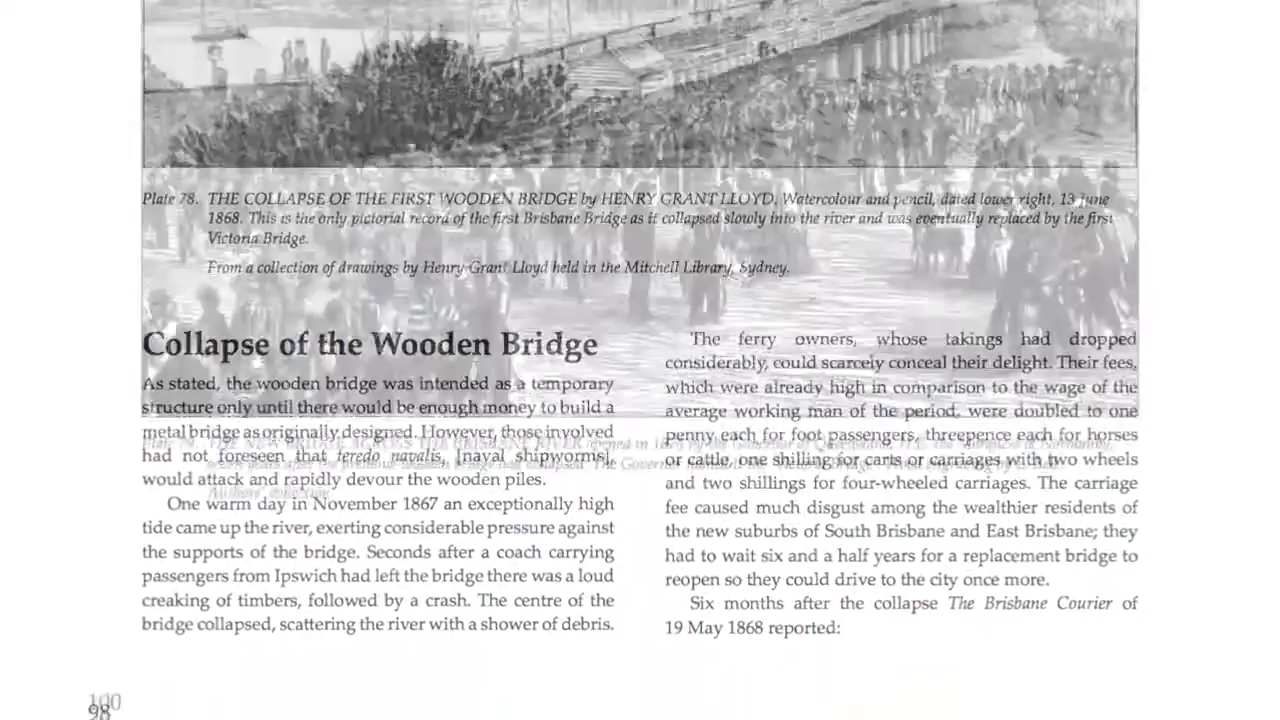 Plate 78. THE COLLAPSE OF THE FIRST WOODEN BRIDGE by HENRY GRANT LLOYD. Watercolour and pencil, dated lower right, 13 June
1868. This is the only pictorial record of the first Brisbane Bridge as it collapsed slowly into the river and was eventually replaced by the first
Victoria Bridge.
From a collection of drawings by Henry Grant Lloyd held in the Mitchell Library, Sydney.
Collapse of the Wooden Bridge
As stated, the wooden bridge was intended as a temporary
structure only until there would be enough money to build a
metal bridge as originally designed. However, those involved
had not foreseen that teredo navalis, [naval shipworms],
would attack and rapidly devour the wooden piles.
One warm day in November 1867 an exceptionally high
tide came up the river, exerting considerable pressure against
the supports of the bridge. Seconds after a coach carrying
passengers from Ipswich had left the bridge there was a loud
creaking of timbers, followed by a crash. The centre of the
bridge collapsed, scattering the river with a shower of debris.
The ferry owners, whose takings had dropped
considerably, could scarcely conceal their delight. Their fees,
which were already high in comparison to the wage of the
average working man of the period, were doubled to one
penny each for foot passengers, threepence each for horses
or cattle, one shilling for carts or carriages with two wheels
and two shillings for four-wheeled carriages. The carriage
fee caused much disgust among the wealthier residents of
the new suburbs of South Brisbane and East Brisbane; they
had to wait six and a half years for a replacement bridge to
reopen so they could drive to the city once more.
Six months after the collapse The Brisbane Courier of
19 May 1868 reported:
100
98